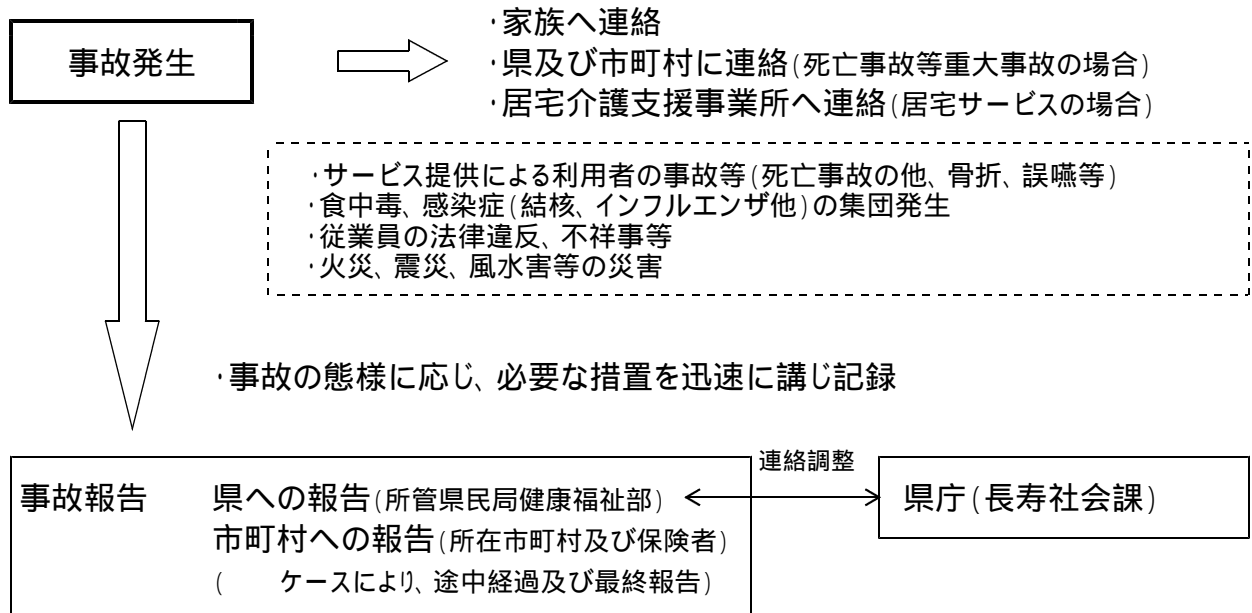 事故発生
・家族へ連絡
・県及び市町村に連絡(死亡事故等重大事故の場合)
・居宅介護支援事業所へ連絡(居宅サービスの場合)
・サービス提供による利用者の事故等(死亡事故の他、骨折、誤嚥等)
・食中毒、感染症(結核、インフルエンザ他)の集団発生
・従業員の法律違反、不祥事等
・火災、震災、風水害等の災害
・事故の態様に応じ、必要な措置を迅速に講じ記録
連絡調整
事故報告 県への報告(所管県民局健康福祉部)
市町村への報告(所在市町村及び保険者)
( ケースにより、途中経過及び最終報告)
県庁(長寿社会課)